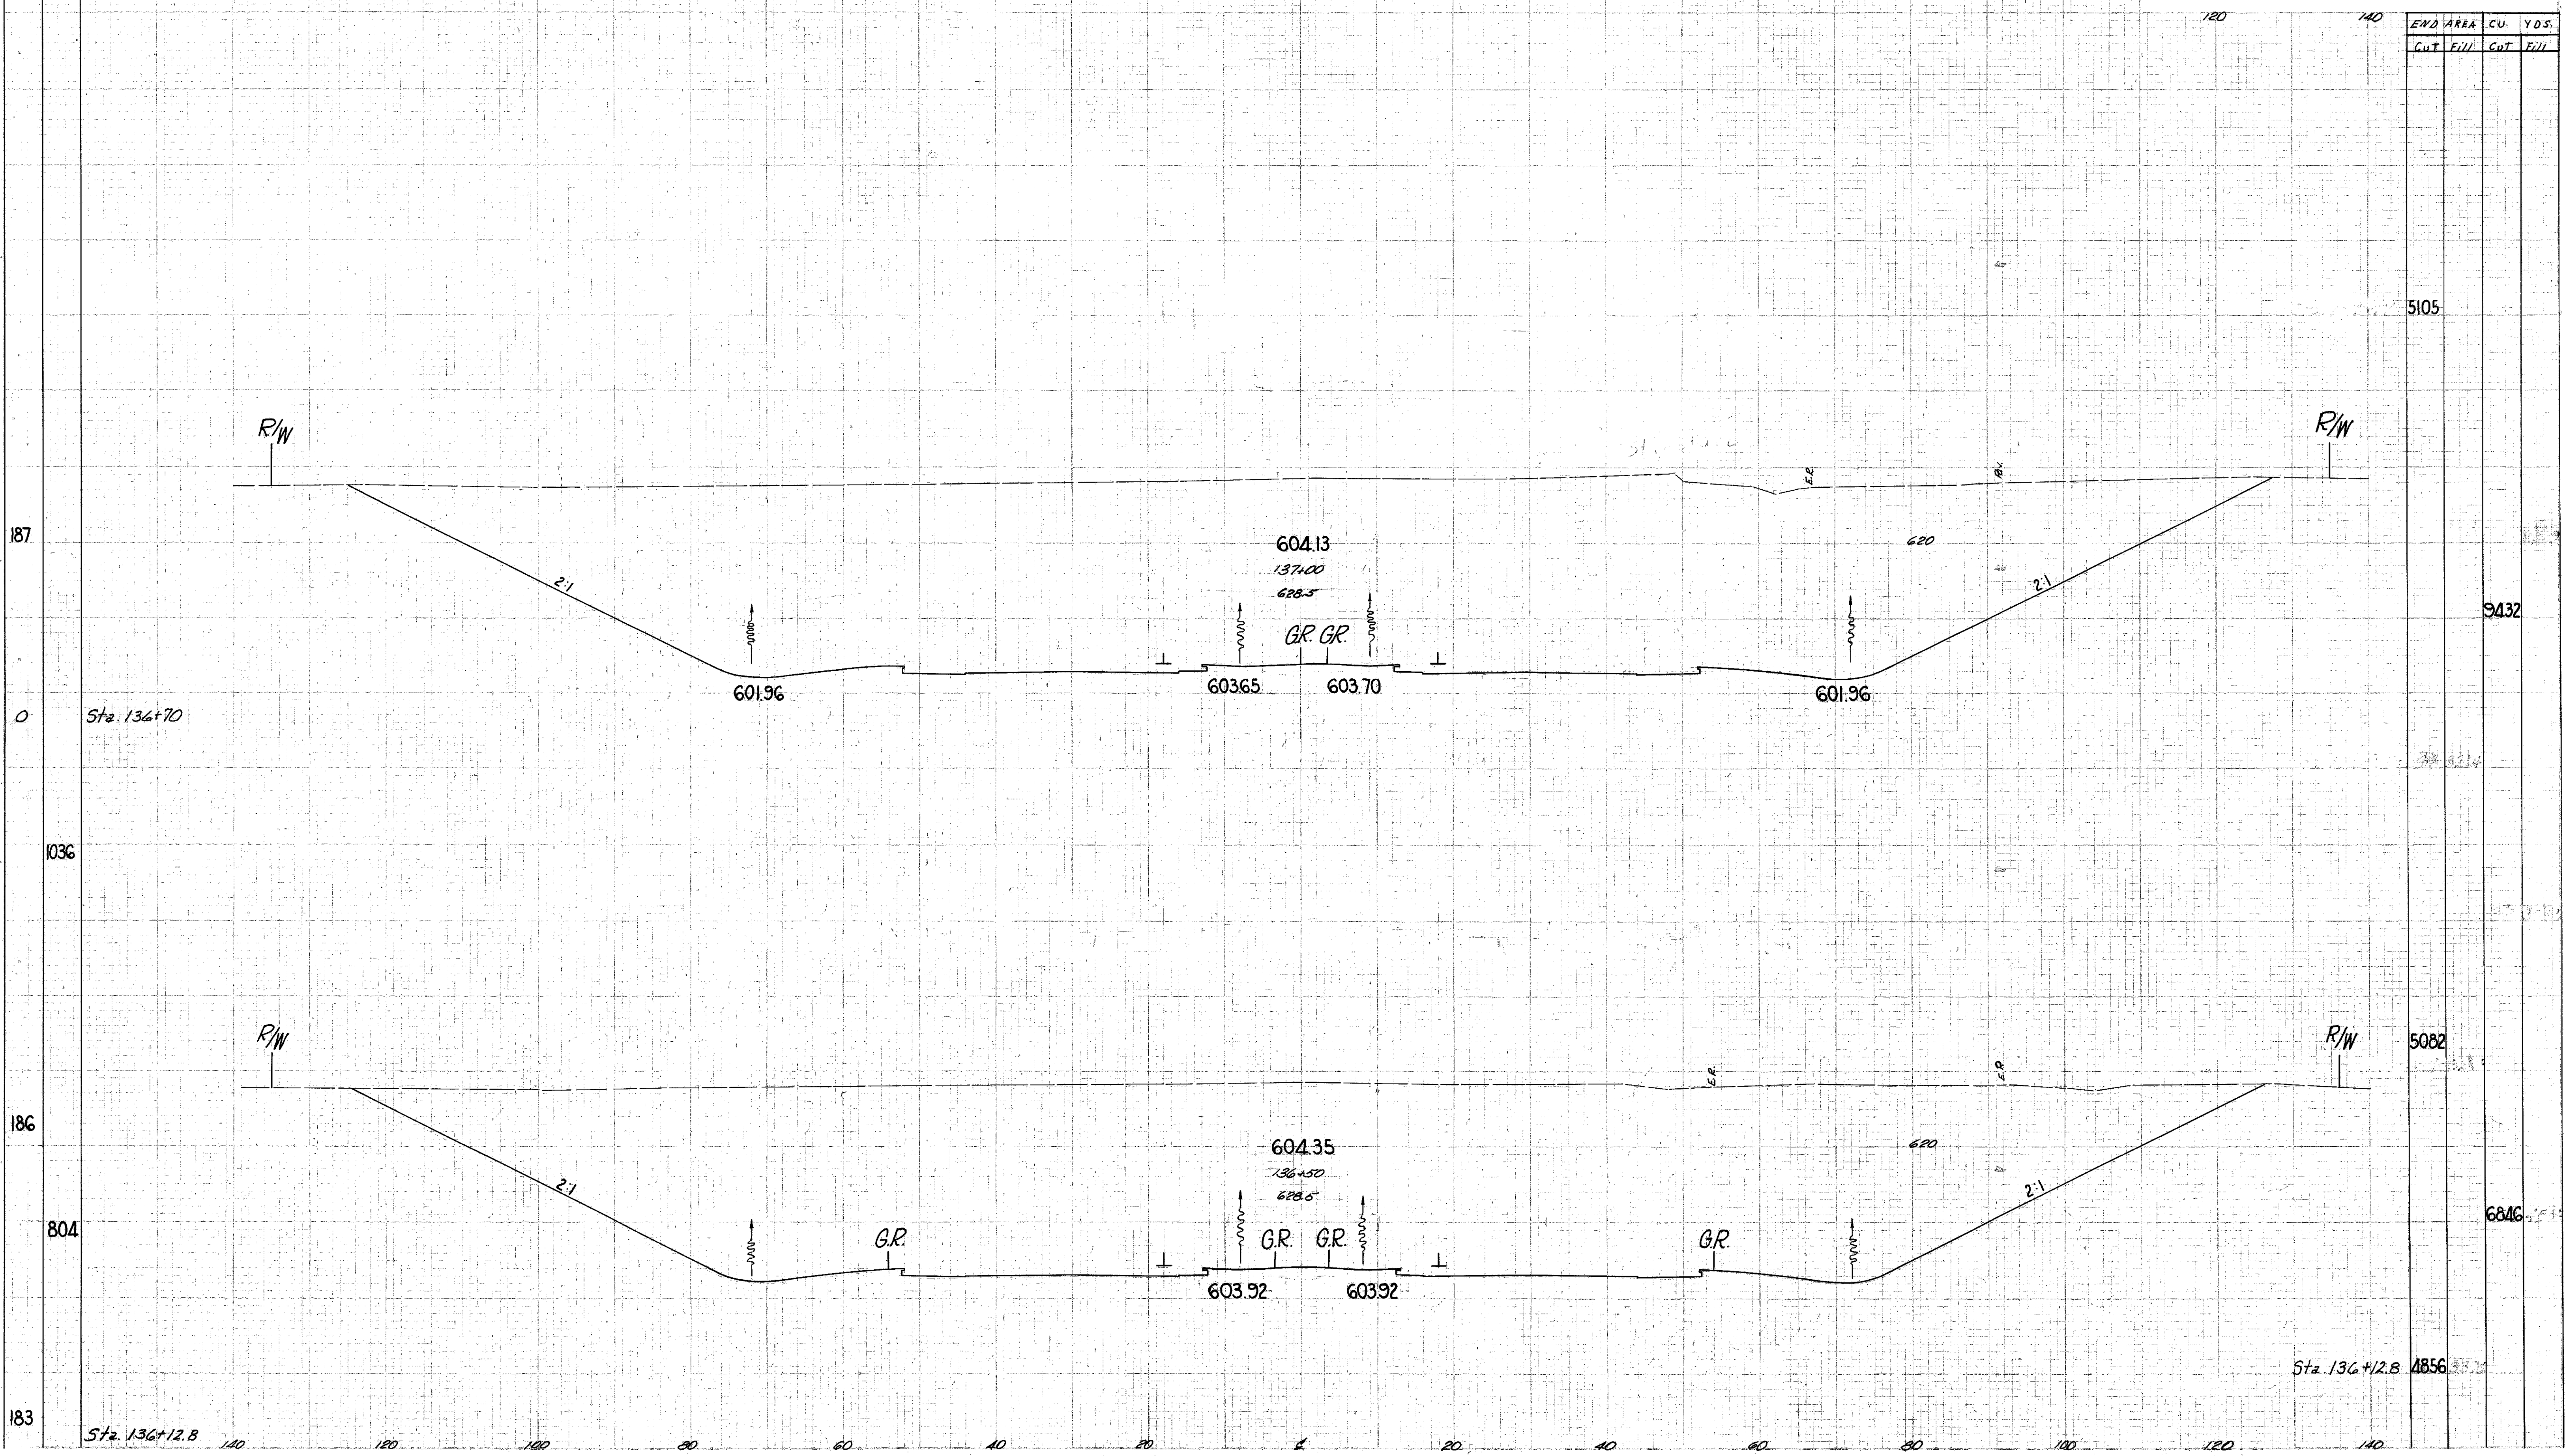 120 140 END AREA CU. YDS.
Cut Fill Cut Fill
5105
R/W R/W
E.R.
187 604.13 620
137+00
628.5
2:1 2:1
9432
G.R. G.R.
601.96 603.65 603.70 601.96
0 Sta. 136+70
1036
R/W R/W 5082
E.R. E.R.
186 604.35 620
136+50
628.5
2:1 2:1
804 6846
G.R. G.R. G.R. G.R.
603.92 603.92
Sta. 136+12.8 4856
183
Sta. 136+12.8 140 120 100 80 60 40 20 ℄ 20 40 60 80 100 120 140